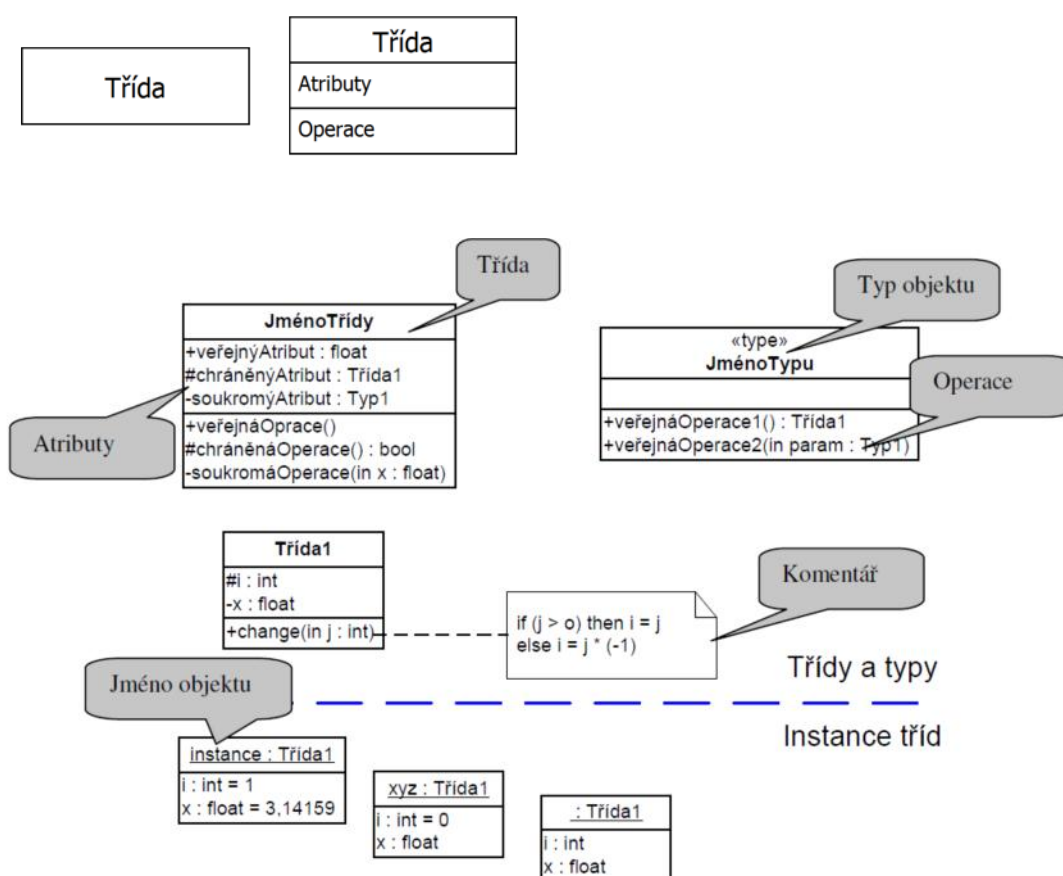 Třída
Třída
Atributy
Operace
Třída
Typ objektu
JménoTřídy
+veřejnýAtribut : float
#chráněnýAtribut : Třída1
-soukromýAtribut : Typ1
+veřejnáOprace()
#chráněnáOperace() : bool
-soukromáOperace(in x : float)
Atributy
«type»
JménoTypu
Operace
+veřejnáOperace1() : Třída1
+veřejnáOperace2(in param : Typ1)
Třída1
#i : int
-x : float
+change(in j : int)
if (j > o) then i = j
else i = j * (-1)
Komentář
Třídy a typy
Jméno objektu
Instance tříd
instance : Třída1
i : int = 1
x : float = 3,14159
xyz : Třída1
i : int = 0
x : float
: Třída1
i : int
x : float